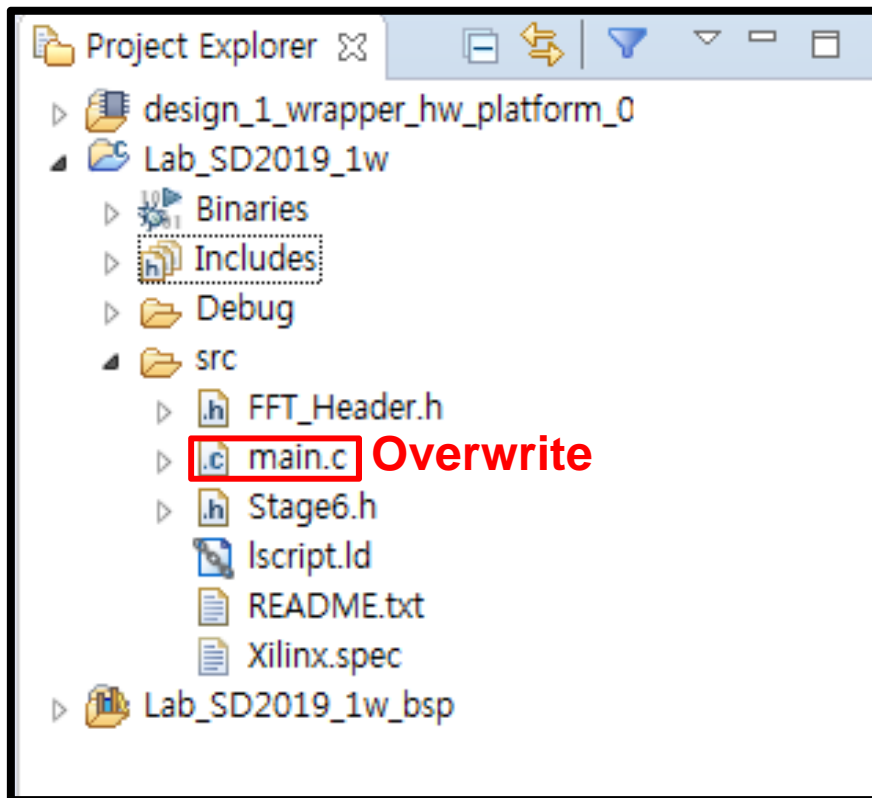 Project Explorer
design_1_wrapper_hw_platform_0
Lab_SD2019_1w
Binaries
Includes
Debug
src
FFT_Header.h
main.c Overwrite
Stage6.h
lscript.ld
README.txt
Xilinx.spec
Lab_SD2019_1w_bsp